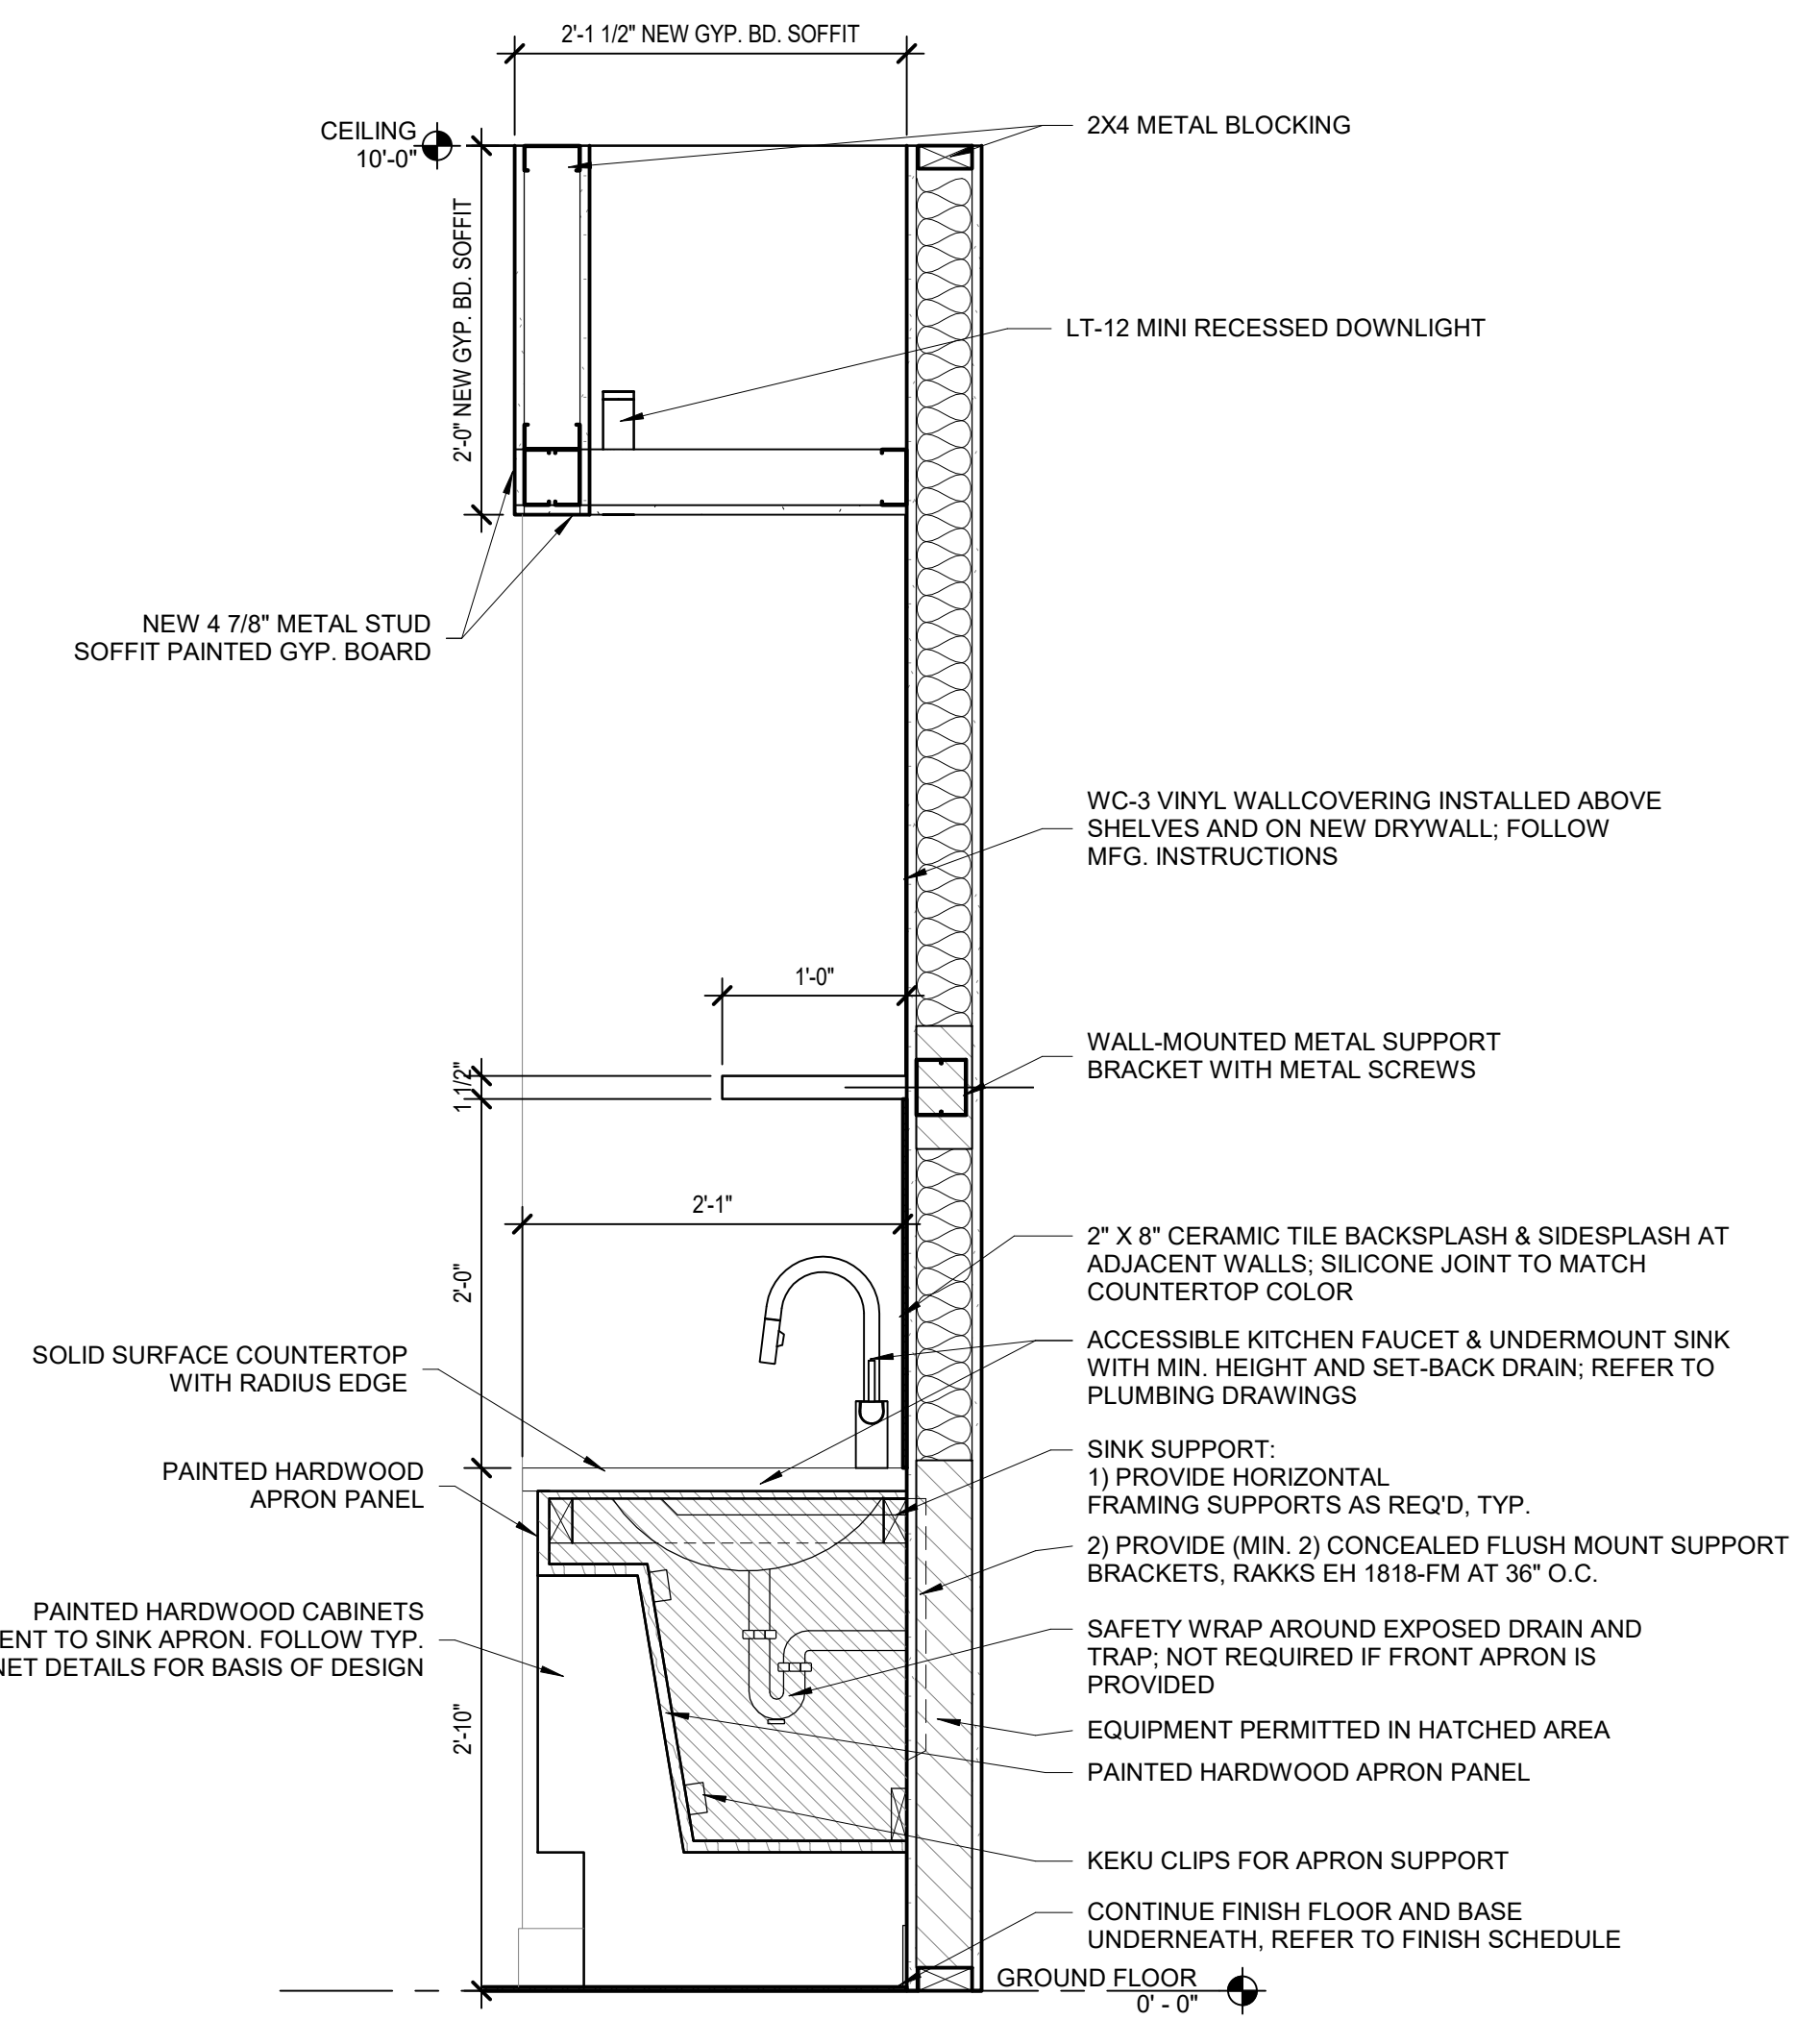 2'-1 1/2" NEW GYP. BD. SOFFIT
CEILING
10'-0"
2X4 METAL BLOCKING
2'-0" NEW GYP. BD. SOFFIT
LT-12 MINI RECESSED DOWNLIGHT
NEW 4 7/8" METAL STUD
SOFFIT PAINTED GYP. BOARD
WC-3 VINYL WALLCOVERING INSTALLED ABOVE
SHELVES AND ON NEW DRYWALL; FOLLOW
MFG. INSTRUCTIONS
1'-0"
WALL-MOUNTED METAL SUPPORT
BRACKET WITH METAL SCREWS
1 1/2"
2'-1"
2'-0"
2" X 8" CERAMIC TILE BACKSPLASH & SIDESPLASH AT
ADJACENT WALLS; SILICONE JOINT TO MATCH
COUNTERTOP COLOR
SOLID SURFACE COUNTERTOP
WITH RADIUS EDGE
ACCESSIBLE KITCHEN FAUCET & UNDERMOUNT SINK
WITH MIN. HEIGHT AND SET-BACK DRAIN; REFER TO
PLUMBING DRAWINGS
PAINTED HARDWOOD
APRON PANEL
SINK SUPPORT:
1) PROVIDE HORIZONTAL
FRAMING SUPPORTS AS REQ'D, TYP.
2) PROVIDE (MIN. 2) CONCEALED FLUSH MOUNT SUPPORT
BRACKETS, RAKKS EH 1818-FM AT 36" O.C.
PAINTED HARDWOOD CABINETS
ENT TO SINK APRON. FOLLOW TYP.
NET DETAILS FOR BASIS OF DESIGN
SAFETY WRAP AROUND EXPOSED DRAIN AND
TRAP; NOT REQUIRED IF FRONT APRON IS
PROVIDED
2'-10"
EQUIPMENT PERMITTED IN HATCHED AREA
PAINTED HARDWOOD APRON PANEL
KEKU CLIPS FOR APRON SUPPORT
CONTINUE FINISH FLOOR AND BASE
UNDERNEATH, REFER TO FINISH SCHEDULE
GROUND FLOOR
0' - 0"